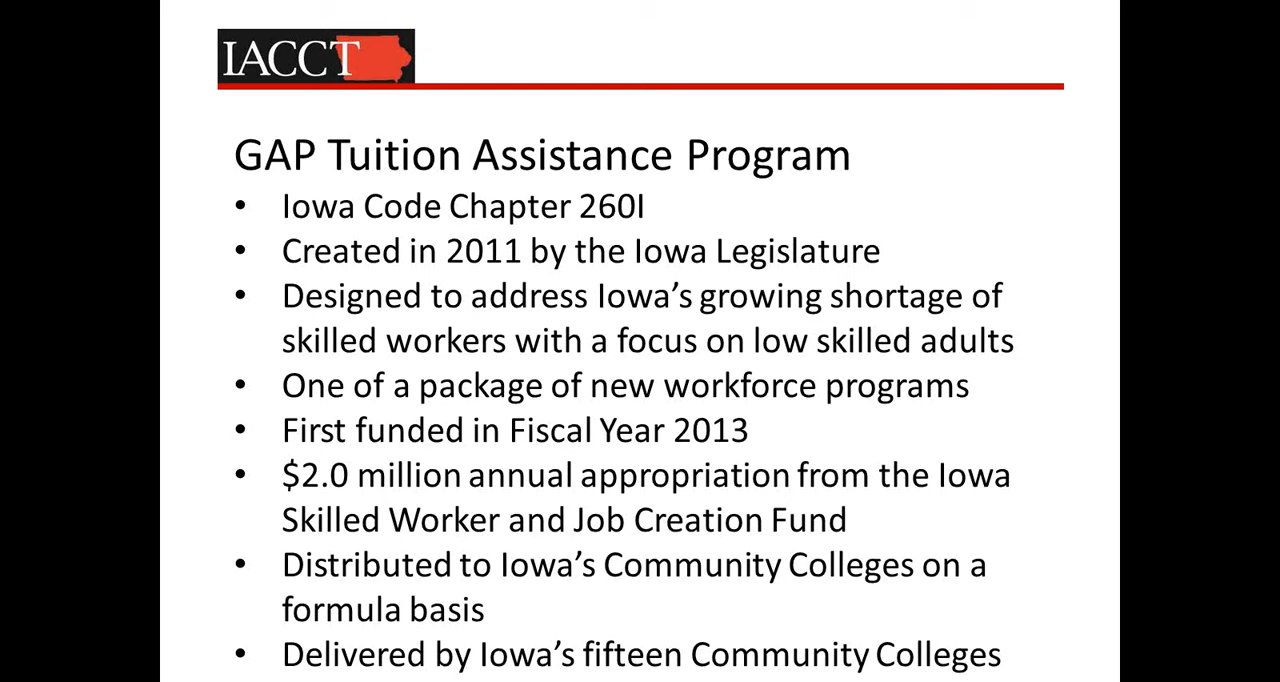 IACCT
GAP Tuition Assistance Program
• Iowa Code Chapter 260I
• Created in 2011 by the Iowa Legislature
• Designed to address Iowa’s growing shortage of
skilled workers with a focus on low skilled adults
• One of a package of new workforce programs
• First funded in Fiscal Year 2013
• $2.0 million annual appropriation from the Iowa
Skilled Worker and Job Creation Fund
• Distributed to Iowa’s Community Colleges on a
formula basis
• Delivered by Iowa’s fifteen Community Colleges